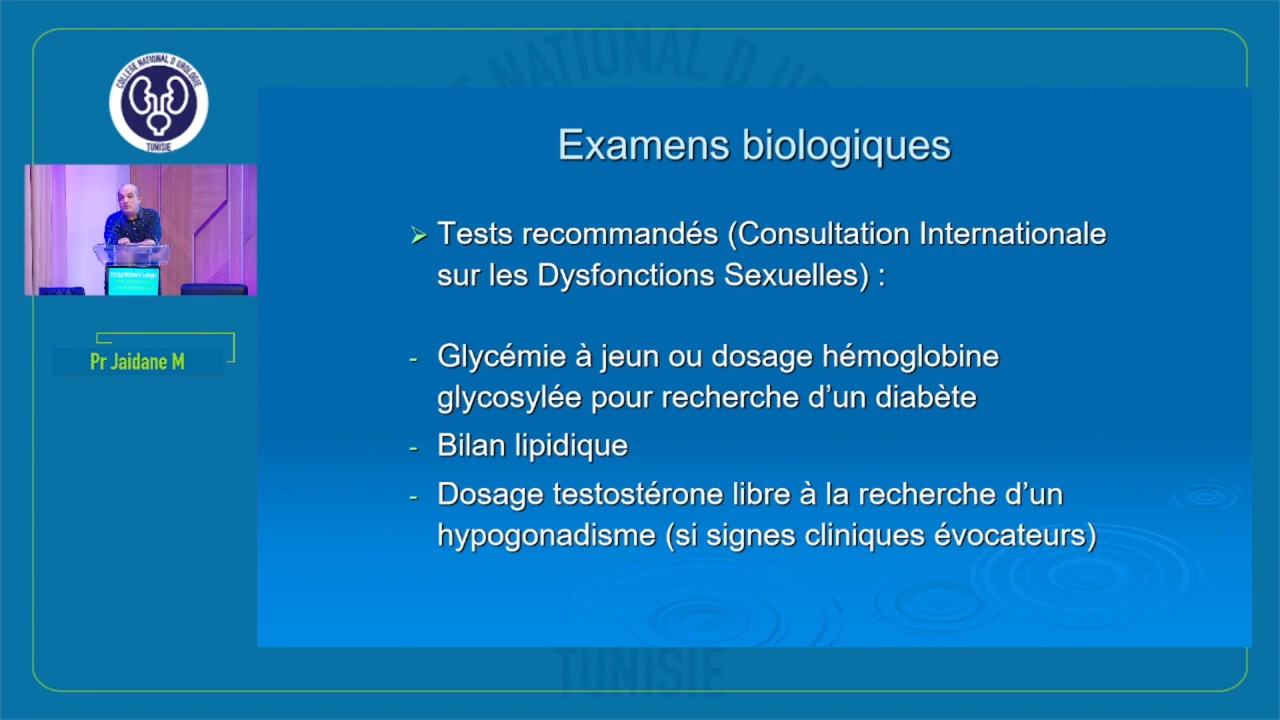 COLLÈGE NATIONAL D UROLOGIE
TUNISIE
NATIONAL D
Examens biologiques
Tests recommandés (Consultation Internationale
sur les Dysfonctions Sexuelles) :
- Glycémie à jeun ou dosage hémoglobine
glycosylée pour recherche d’un diabète
- Bilan lipidique
- Dosage testostérone libre à la recherche d’un
hypogonadisme (si signes cliniques évocateurs)
Pr Jaidane M
TUNISIE